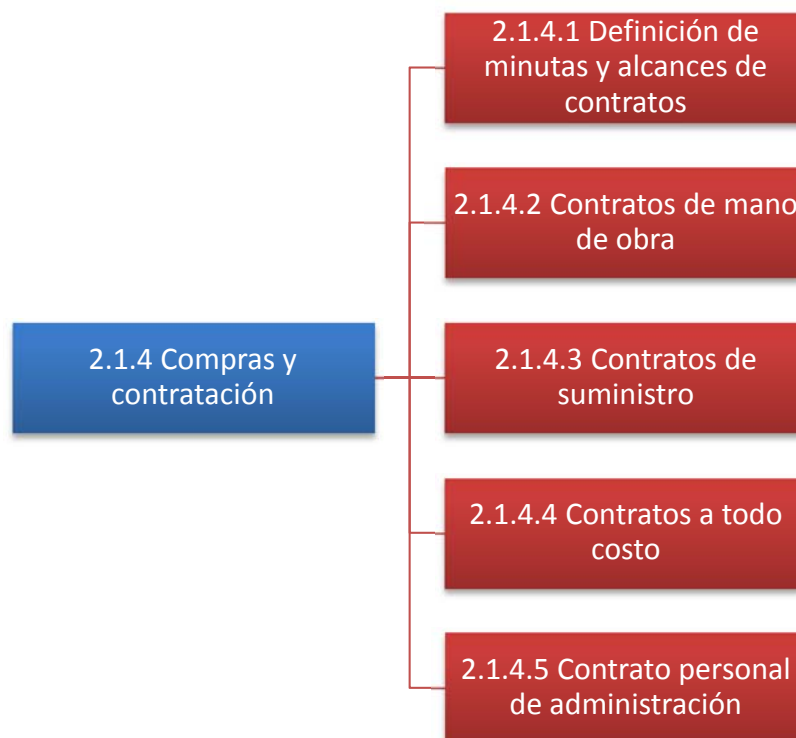 2.1.4.1 Definición de
minutas y alcances de
contratos
2.1.4.2 Contratos de mano
de obra
2.1.4 Compras y
contratación
2.1.4.3 Contratos de
suministro
2.1.4.4 Contratos a todo
costo
2.1.4.5 Contrato personal
de administración